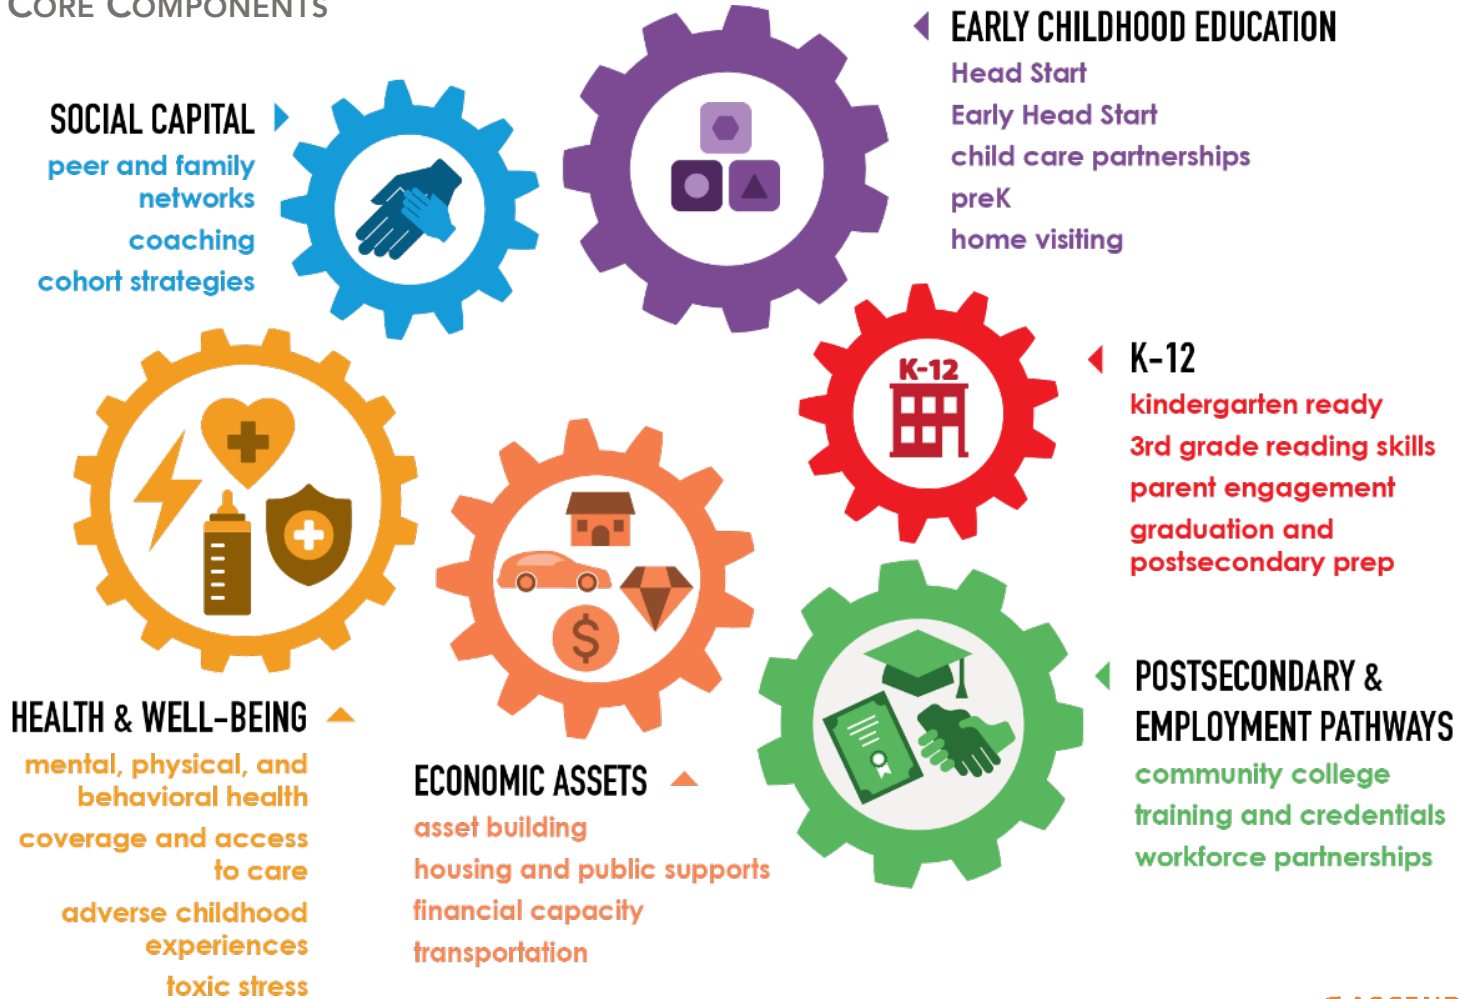 CORE COMPONENTS
SOCIAL CAPITAL
peer and family
networks
coaching
cohort strategies
EARLY CHILDHOOD EDUCATION
Head Start
Early Head Start
child care partnerships
preK
home visiting
K-12
K-12
kindergarten ready
3rd grade reading skills
parent engagement
graduation and
postsecondary prep
$
HEALTH & WELL-BEING
mental, physical, and
behavioral health
coverage and access
to care
adverse childhood
experiences
toxic stress
ECONOMIC ASSETS
asset building
housing and public supports
financial capacity
transportation
POSTSECONDARY &
EMPLOYMENT PATHWAYS
community college
training and credentials
workforce partnerships